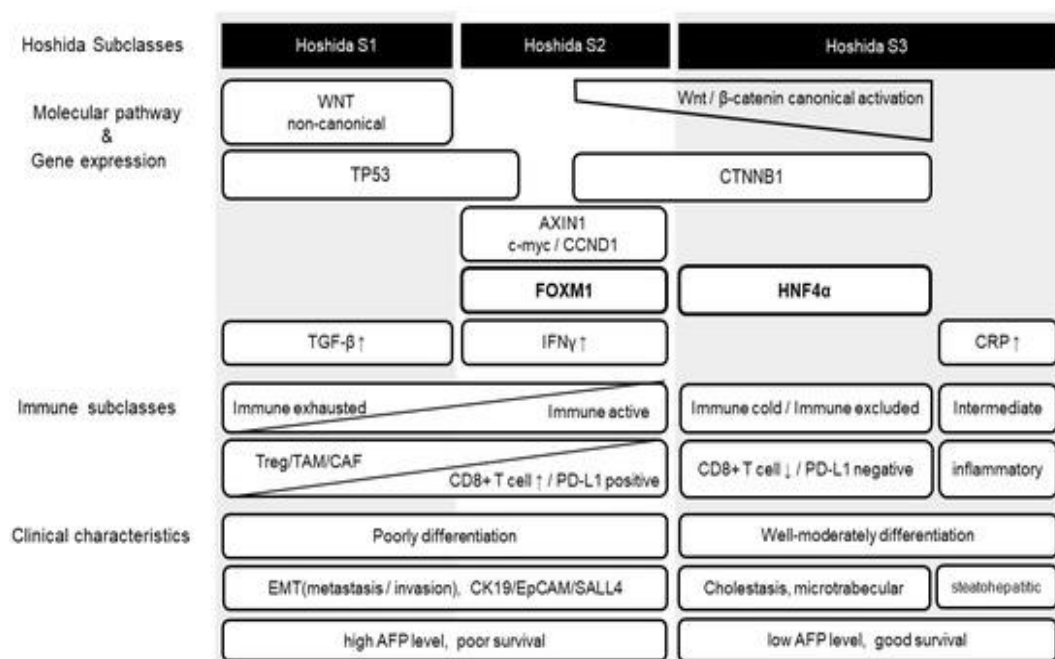 Hoshida Subclasses
Hoshida S1
Hoshida S2
Hoshida S3
Molecular pathway
&
Gene expression
WNT
non-canonical
Wnt / β-catenin canonical activation
TP53
CTNNB1
AXIN1
c-myc / CCND1
FOXM1
HNF4α
TGF-β ↑
IFNγ ↑
CRP ↑
Immune subclasses
Immune exhausted
Immune active
Immune cold / Immune excluded
Intermediate
Treg/TAM/CAF
CD8+ T cell ↑ / PD-L1 positive
CD8+ T cell ↓ / PD-L1 negative
inflammatory
Clinical characteristics
Poorly differentiation
Well-moderately differentiation
EMT(metastasis / invasion), CK19/EpCAM/SALL4
Cholestasis, microtrabecular
steatohepatitic
high AFP level, poor survival
low AFP level, good survival